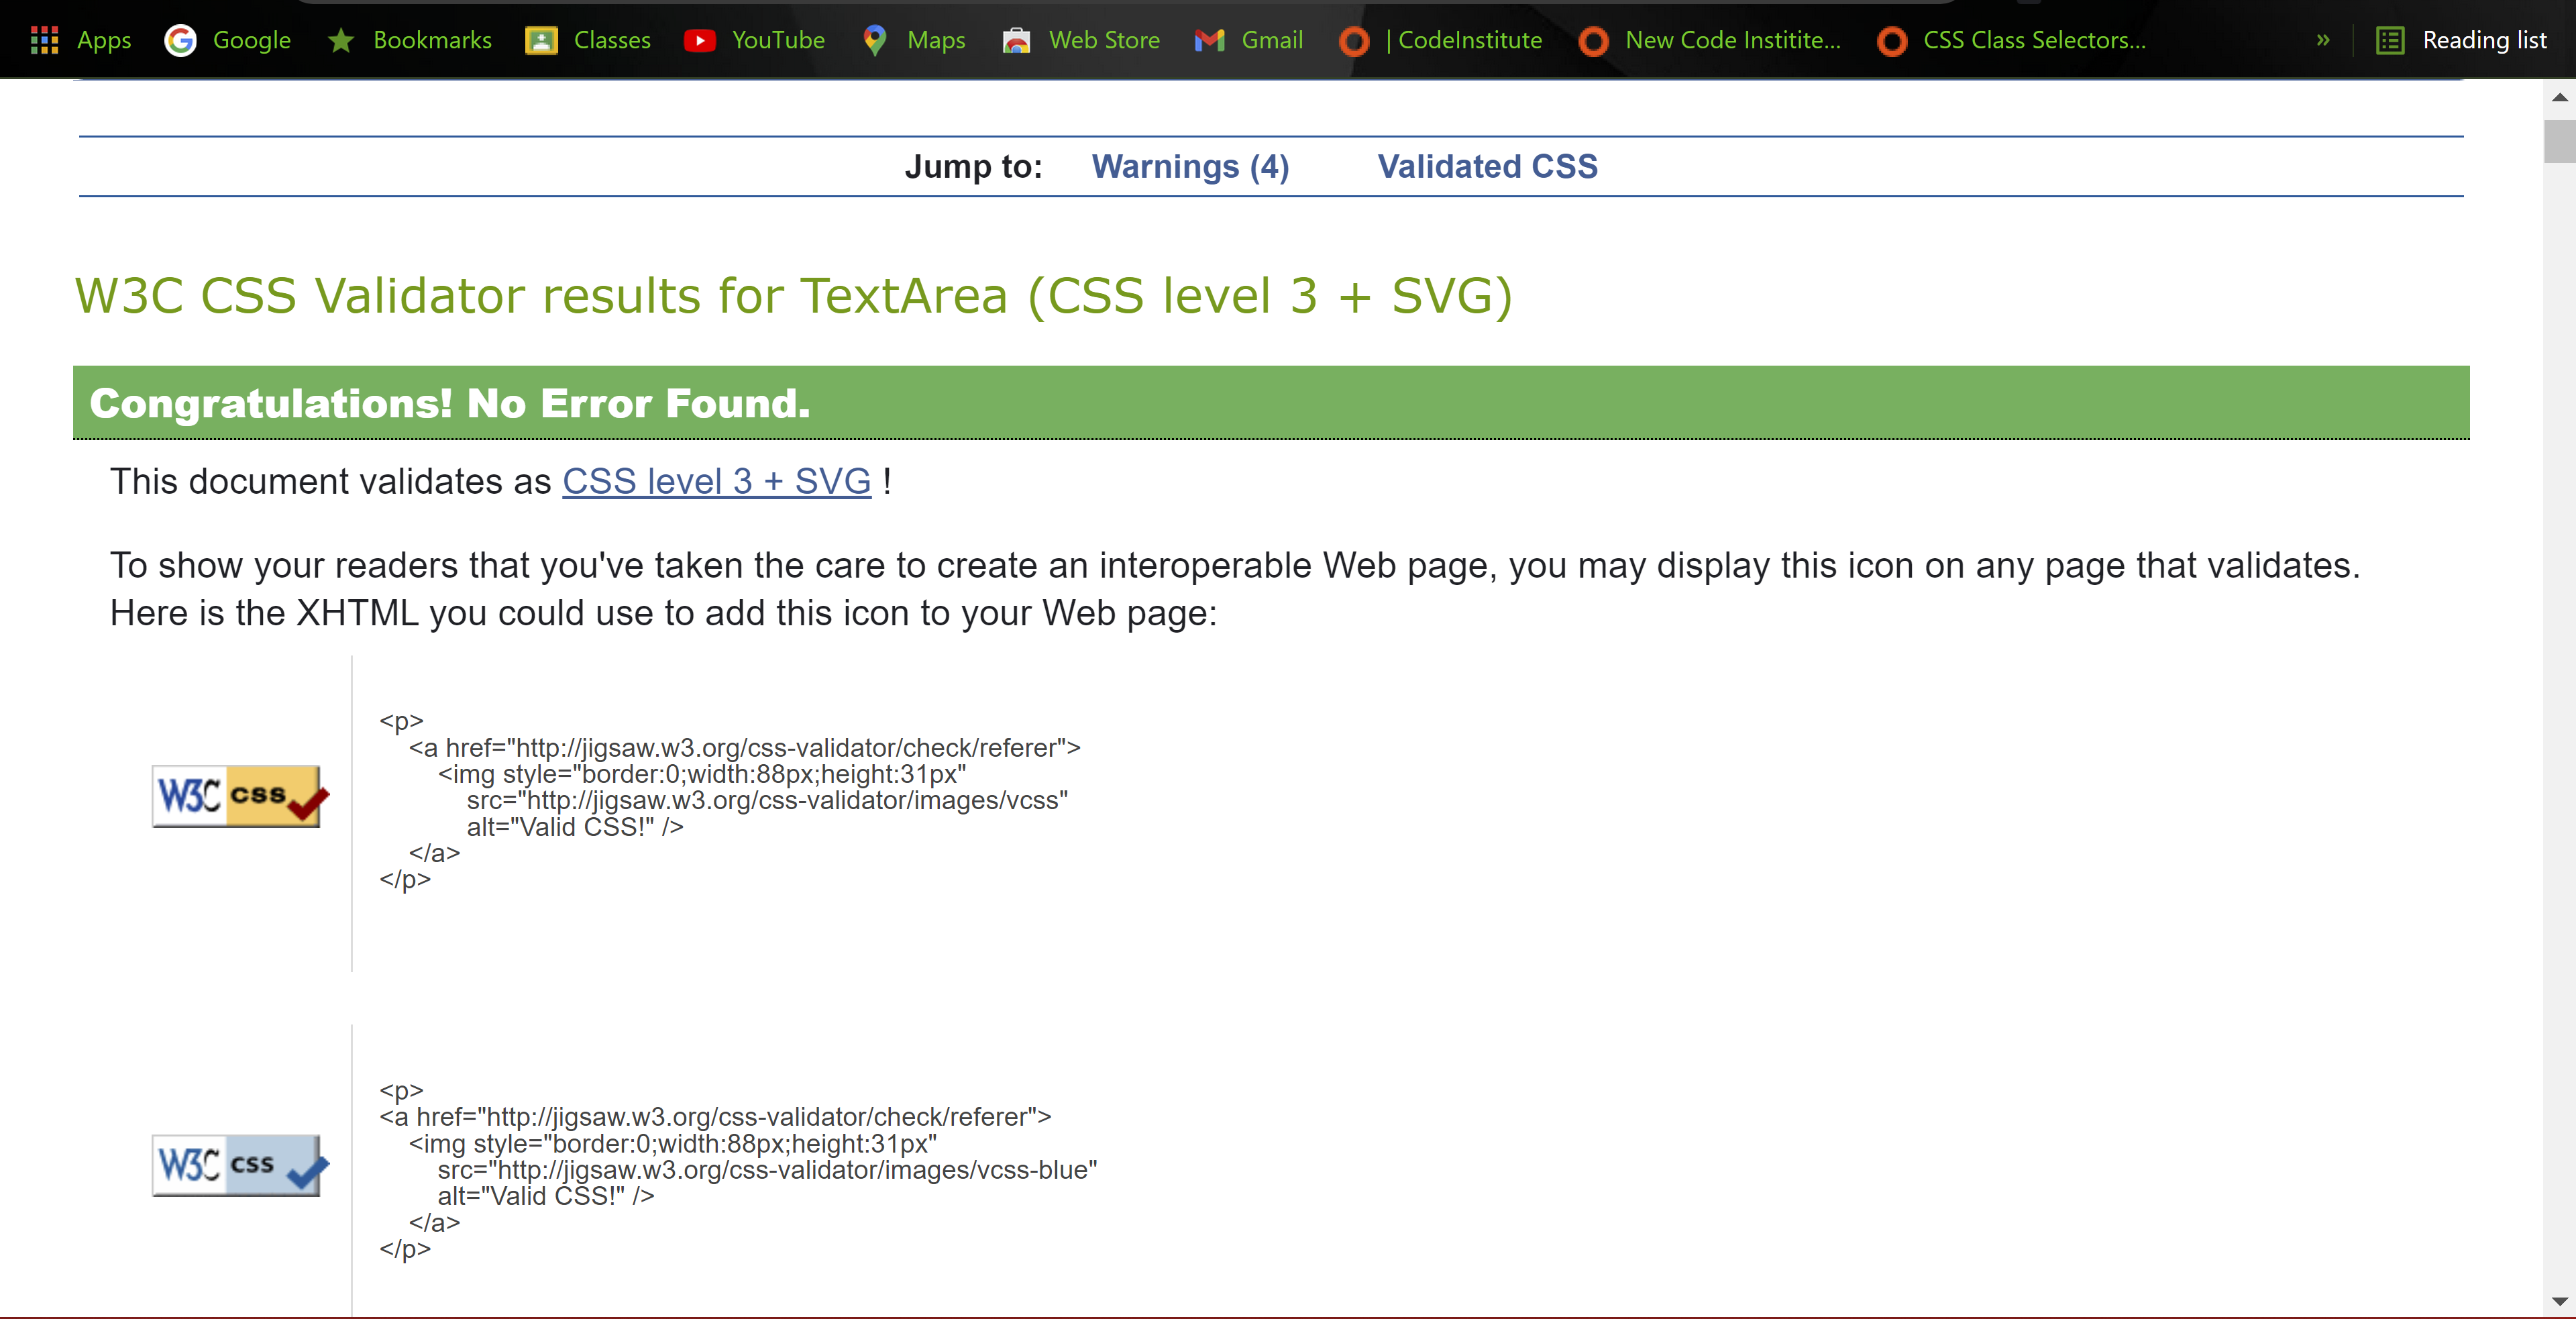 Apps Google Bookmarks Classes YouTube Maps Web Store Gmail | CodeInstitute New Code Institite... CSS Class Selectors... » Reading list
Jump to: Warnings (4) Validated CSS
W3C CSS Validator results for TextArea (CSS level 3 + SVG)
Congratulations! No Error Found.
This document validates as CSS level 3 + SVG !
To show your readers that you've taken the care to create an interoperable Web page, you may display this icon on any page that validates.
Here is the XHTML you could use to add this icon to your Web page:
<p>
<a href="http://jigsaw.w3.org/css-validator/check/referer">
<img style="border:0;width:88px;height:31px"
W3C css
src="http://jigsaw.w3.org/css-validator/images/vcss"
alt="Valid CSS!" />
</a>
</p>
<p>
<a href="http://jigsaw.w3.org/css-validator/check/referer">
<img style="border:0;width:88px;height:31px"
W3C css
src="http://jigsaw.w3.org/css-validator/images/vcss-blue"
alt="Valid CSS!" />
</a>
</p>